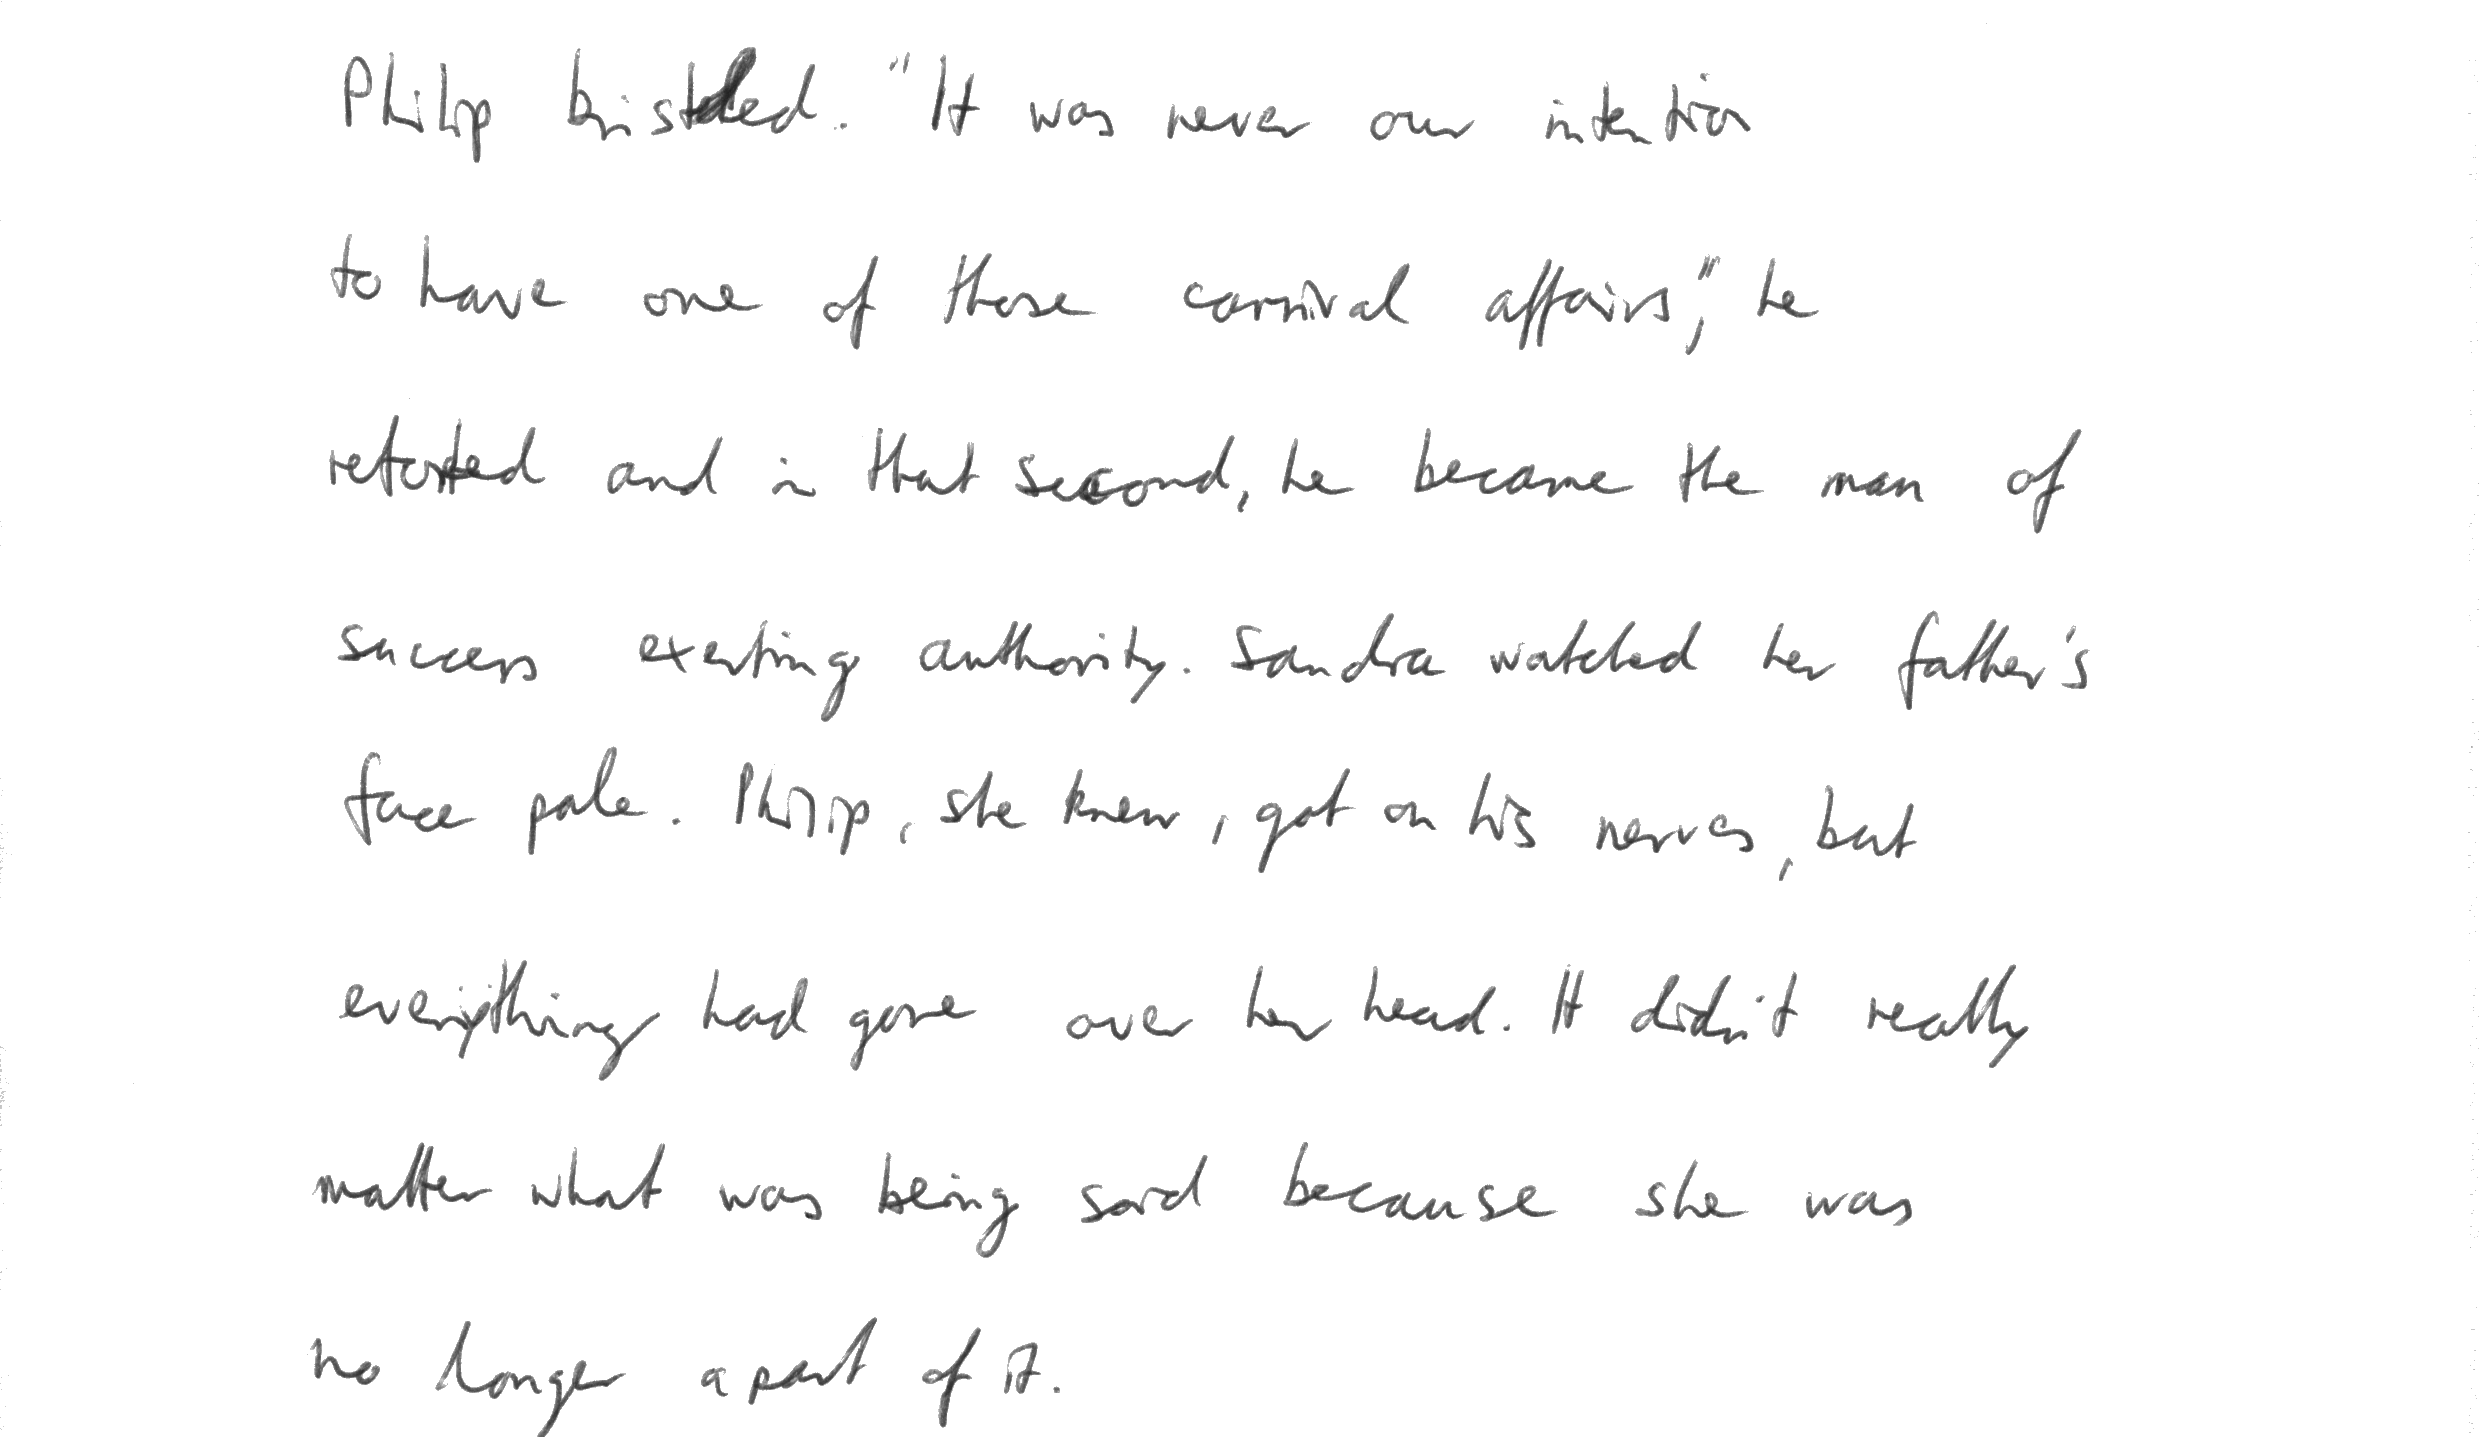 Philip bristled. "It was never our intention
to have one of those carnival affairs," he
retorted and in that second, he became the man of
success exerting authority. Sandra watched her father's
face pale. Philip, she knew, got on his nerves, but
everything had gone over her head. It didn't really
matter what was being said because she was
no longer a part of it.